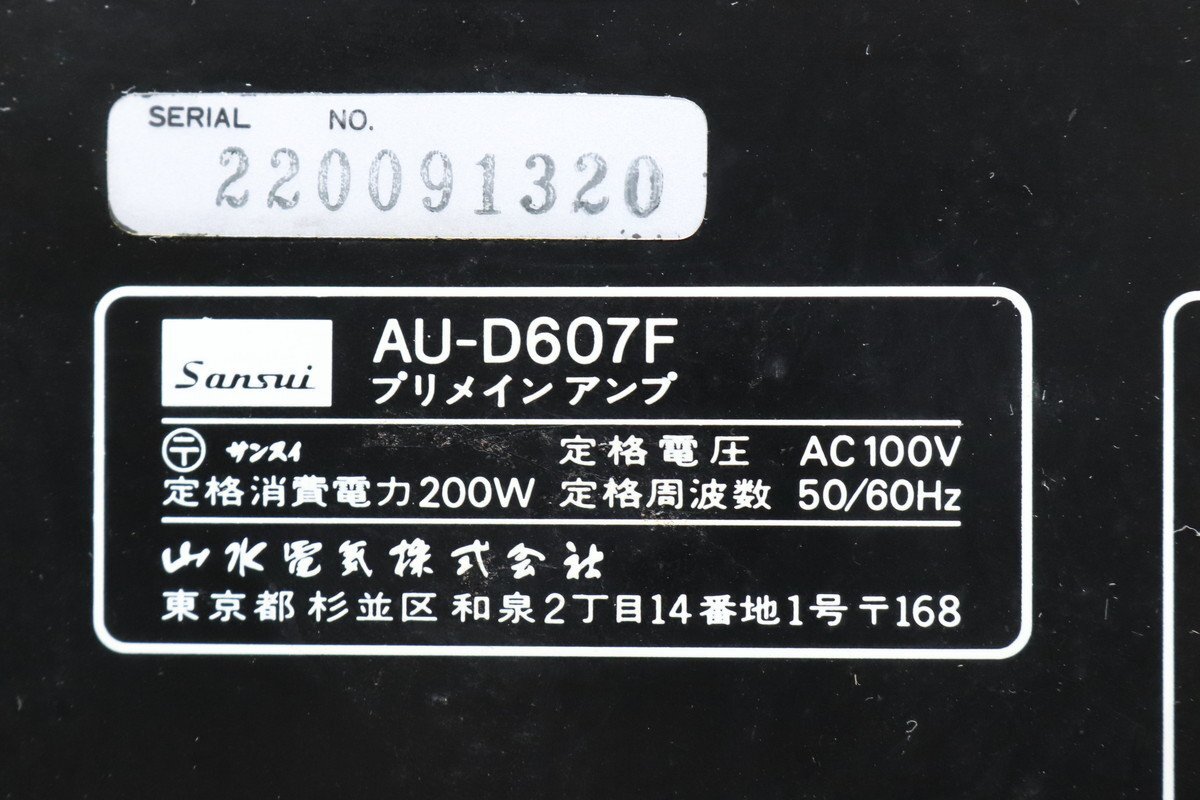 SERIAL NO.
220091320
Sansui
AU-D607F
プリメインアンプ
〒 サンスイ 定格電圧 AC100V
定格消費電力200W 定格周波数 50/60Hz
山水電気株式会社
東京都杉並区和泉2丁目14番地1号〒168